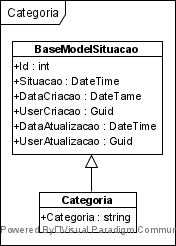 Categoria
BaseModelSituacao
+Id : int
+Situacao : DateTime
+DataCriacao : DateTame
+UserCriacao : Guid
+DataAtualizacao : DateTime
+UserAtualizacao : Guid
Categoria
+Categoria : string
Powered By Visual Paradigm Commun